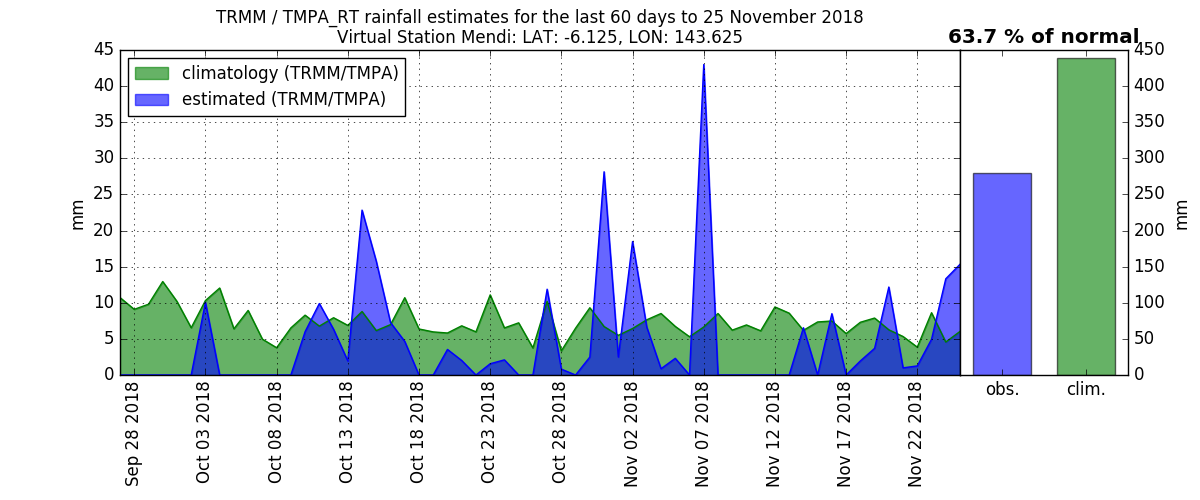 TRMM / TMPA_RT rainfall estimates for the last 60 days to 25 November 2018
Virtual Station Mendi: LAT: -6.125, LON: 143.625
63.7 % of normal
climatology (TRMM/TMPA)
estimated (TRMM/TMPA)
mm
45
40
35
30
25
20
15
10
5
0
Sep 28 2018
Oct 03 2018
Oct 08 2018
Oct 13 2018
Oct 18 2018
Oct 23 2018
Oct 28 2018
Nov 02 2018
Nov 07 2018
Nov 12 2018
Nov 17 2018
Nov 22 2018
obs.
clim.
450
400
350
300
250
200
150
100
50
0
mm